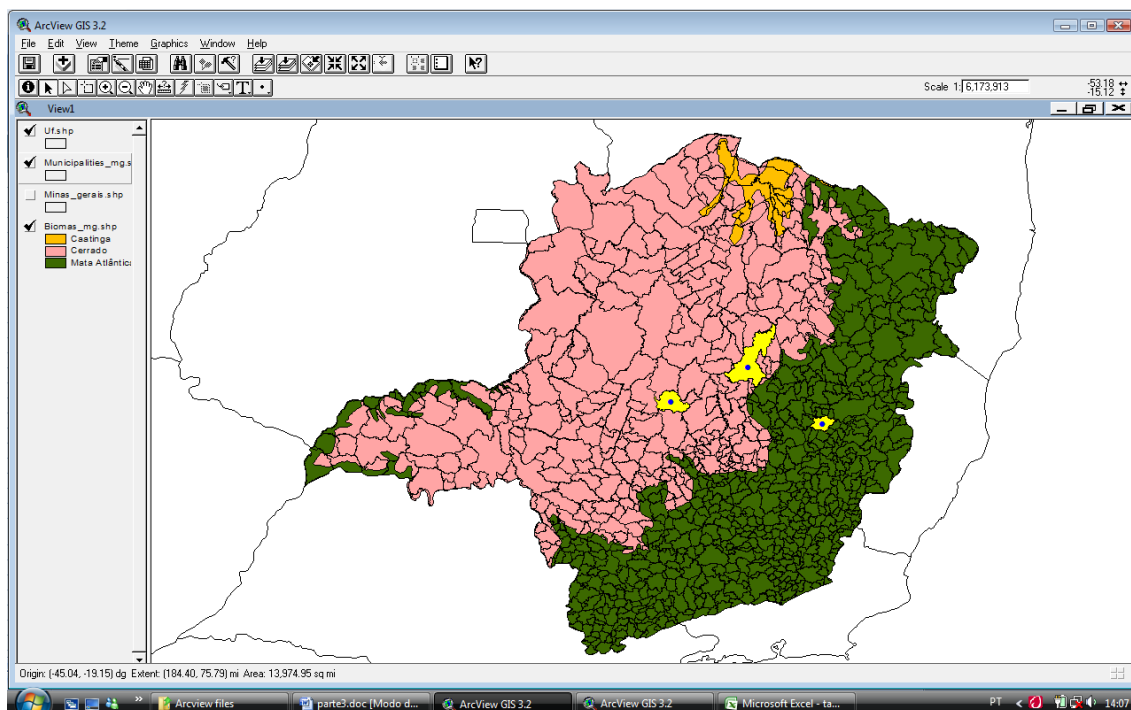 ArcView GIS 3.2
File Edit View Theme Graphics Window Help
Scale 1: 6,173,913
-53.18
-15.12
View1
Uf.shp
Municipalities_mg.s
Minas_gerais.shp
Biomas_mg.shp
Caatinga
Cerrado
Mata Atlântic
Origin: (-45.04, -19.15) dg Extent: (184.40, 75.79) mi Area: 13,974.95 sq mi
Arcview files
parte3.doc [Modo d...
ArcView GIS 3.2
ArcView GIS 3.2
Microsoft Excel - ta...
PT
14:07